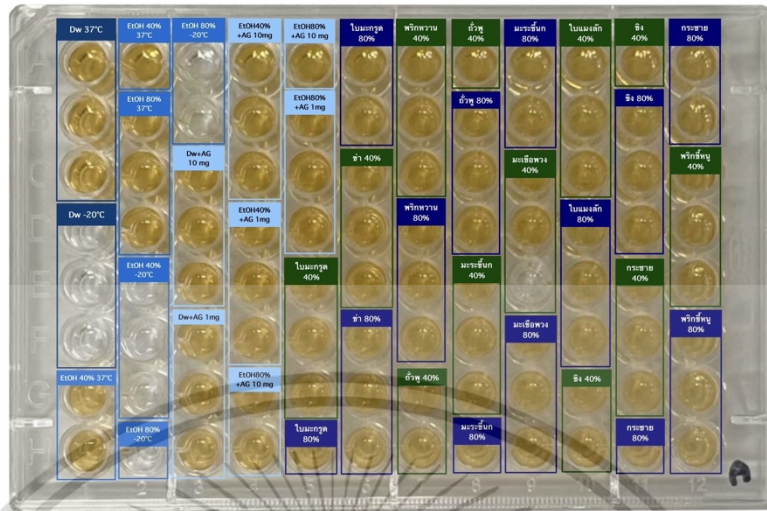 Dw 37°C
EtOH 40%
37°C
EtOH 80%
-20°C
EtOH40%
+AG 10mg
EtOH80%
+AG 10 mg
ใบมะกรูด
80%
พริกหวาน
40%
ถั่วพู
40%
มะระขี้นก
80%
ใบแมงลัก
40%
ขิง
40%
กระชาย
80%
EtOH 80%
37°C
EtOH80%
+AG 1mg
ถั่วพู 80%
ขิง 80%
Dw+AG
10 mg
ข่า 40%
มะเขือพวง
40%
พริกขี้หนู
40%
Dw -20°C
EtOH40%
+AG 1mg
พริกหวาน
80%
ใบแมงลัก
80%
EtOH 40%
-20°C
ใบมะกรูด
40%
มะระขี้นก
40%
กระชาย
40%
Dw+AG 1mg
ข่า 80%
มะเขือพวง
80%
พริกขี้หนู
80%
EtOH 40% 37°C
EtOH80%
+AG 10 mg
ถั่วพู 40%
ขิง 40%
EtOH 80%
-20°C
ใบมะกรูด
80%
มะระขี้นก
80%
กระชาย
80%
A
C
D
E
F
G
H
2
3
4
5
6
7
8
9
12
A